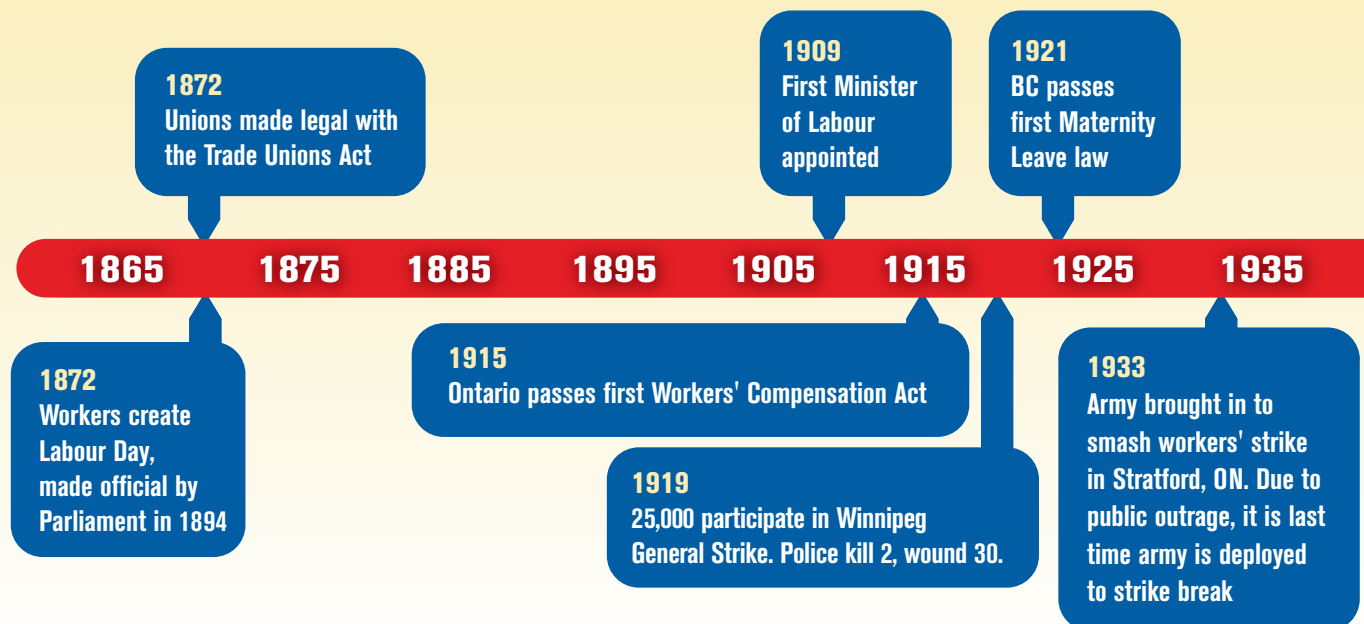 1872
Unions made legal with
the Trade Unions Act
1909
First Minister
of Labour
appointed
1921
BC passes
first Maternity
Leave law
1865 1875 1885 1895 1905 1915 1925 1935
1872
Workers create
Labour Day,
made official by
Parliament in 1894
1915
Ontario passes first Workers' Compensation Act
1919
25,000 participate in Winnipeg
General Strike. Police kill 2, wound 30.
1933
Army brought in to
smash workers' strike
in Stratford, ON. Due to
public outrage, it is last
time army is deployed
to strike break